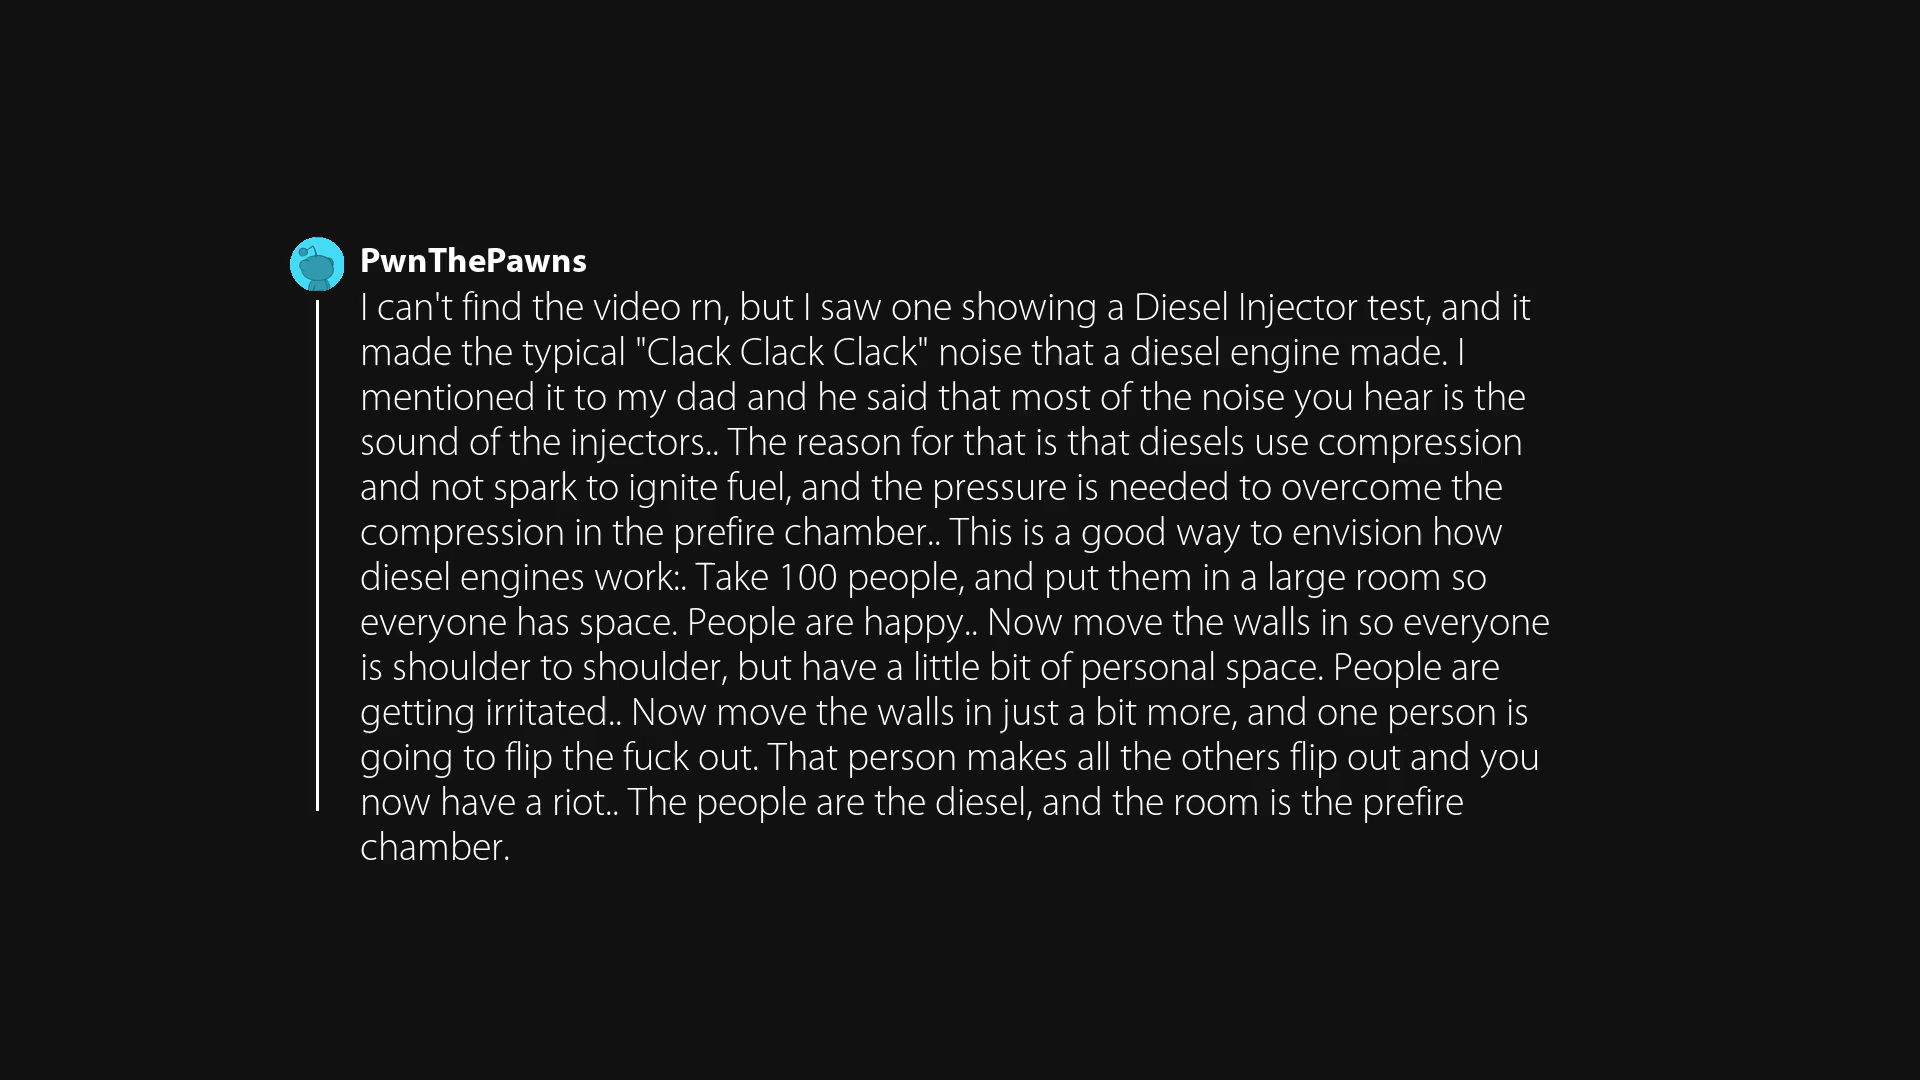 PwnThePawns
I can't find the video rn, but I saw one showing a Diesel Injector test, and it
made the typical "Clack Clack Clack" noise that a diesel engine made. I
mentioned it to my dad and he said that most of the noise you hear is the
sound of the injectors.. The reason for that is that diesels use compression
and not spark to ignite fuel, and the pressure is needed to overcome the
compression in the prefire chamber.. This is a good way to envision how
diesel engines work:. Take 100 people, and put them in a large room so
everyone has space. People are happy.. Now move the walls in so everyone
is shoulder to shoulder, but have a little bit of personal space. People are
getting irritated.. Now move the walls in just a bit more, and one person is
going to flip the fuck out. That person makes all the others flip out and you
now have a riot.. The people are the diesel, and the room is the prefire
chamber.